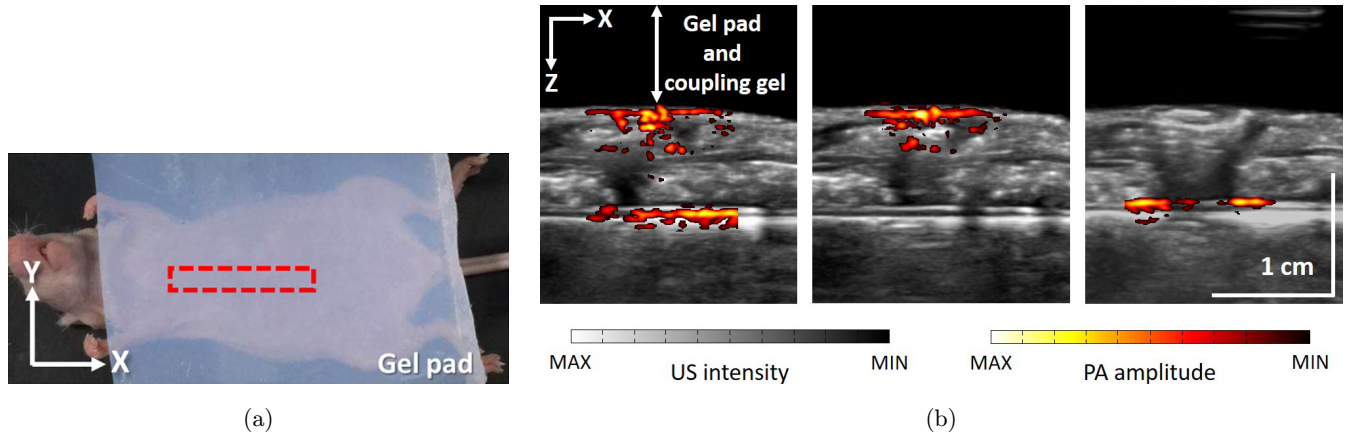 Y
X
Gel pad
(a)
X
Z
Gel pad
and
coupling gel
1 cm
MAX
MIN
US intensity
MAX
MIN
PA amplitude
(b)